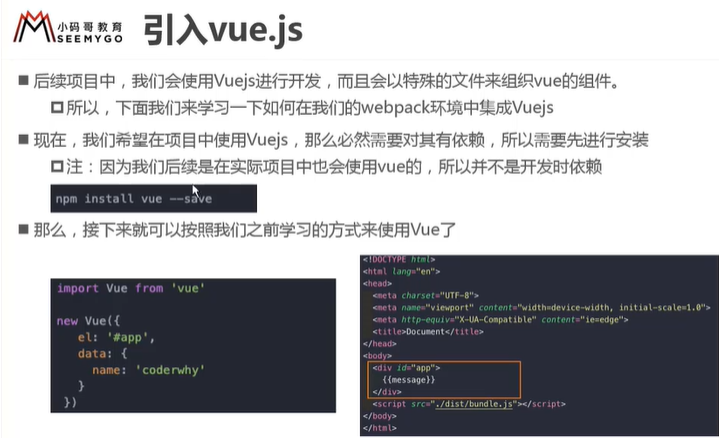 小码哥教育
SEEMYGO
引入vue.js
后续项目中，我们会使用Vuejs进行开发，而且会以特殊的文件来组织vue的组件。
所以，下面我们来学习一下如何在我们的webpack环境中集成Vuejs
现在，我们希望在项目中使用Vuejs，那么必然需要对其有依赖，所以需要先进行安装
注：因为我们后续是在实际项目中也会使用vue的，所以并不是开发时依赖
npm install vue --save
那么，接下来就可以按照我们之前学习的方式来使用Vue了
import Vue from 'vue'
new Vue({
el: '#app',
data: {
name: 'coderwhy'
}
})
<!DOCTYPE html>
<html lang="en">
<head>
<meta charset="UTF-8">
<meta name="viewport" content="width=device-width, initial-scale=1.0">
<meta http-equiv="X-UA-Compatible" content="ie=edge">
<title>Document</title>
</head>
<body>
<div id="app">
{{message}}
</div>
<script src="./dist/bundle.js"></script>
</body>
</html>